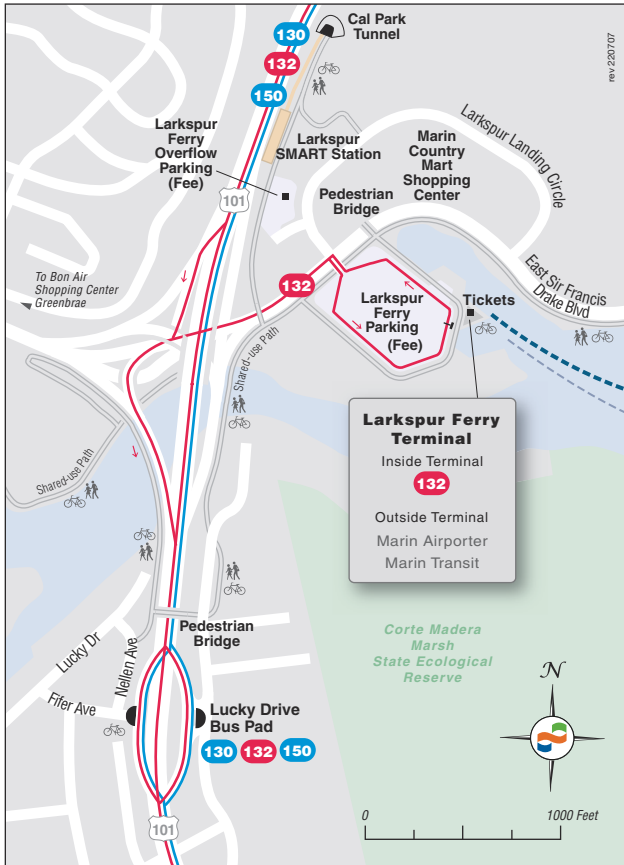 Cal Park
Tunnel
rev 220707
130
132
150
Larkspur
Ferry
Overflow
Parking
(Fee)
Larkspur
SMART Station
Marin
Country
Mart
Shopping
Center
Larkspur Landing Circle
Pedestrian
Bridge
101
To Bon Air
Shopping Center
Greenbrae
132
East Sir Francis
Drake Blvd
Larkspur
Ferry
Parking
(Fee)
Tickets
Shared-use Path
Larkspur Ferry
Terminal
Inside Terminal
132
Outside Terminal
Marin Airporter
Marin Transit
Shared-use Path
Pedestrian
Bridge
Lucky Dr
Nellen Ave
Fifer Ave
Corte Madera
Marsh
State Ecological
Reserve
N
Lucky Drive
Bus Pad
130 132 150
101
0 1000 Feet